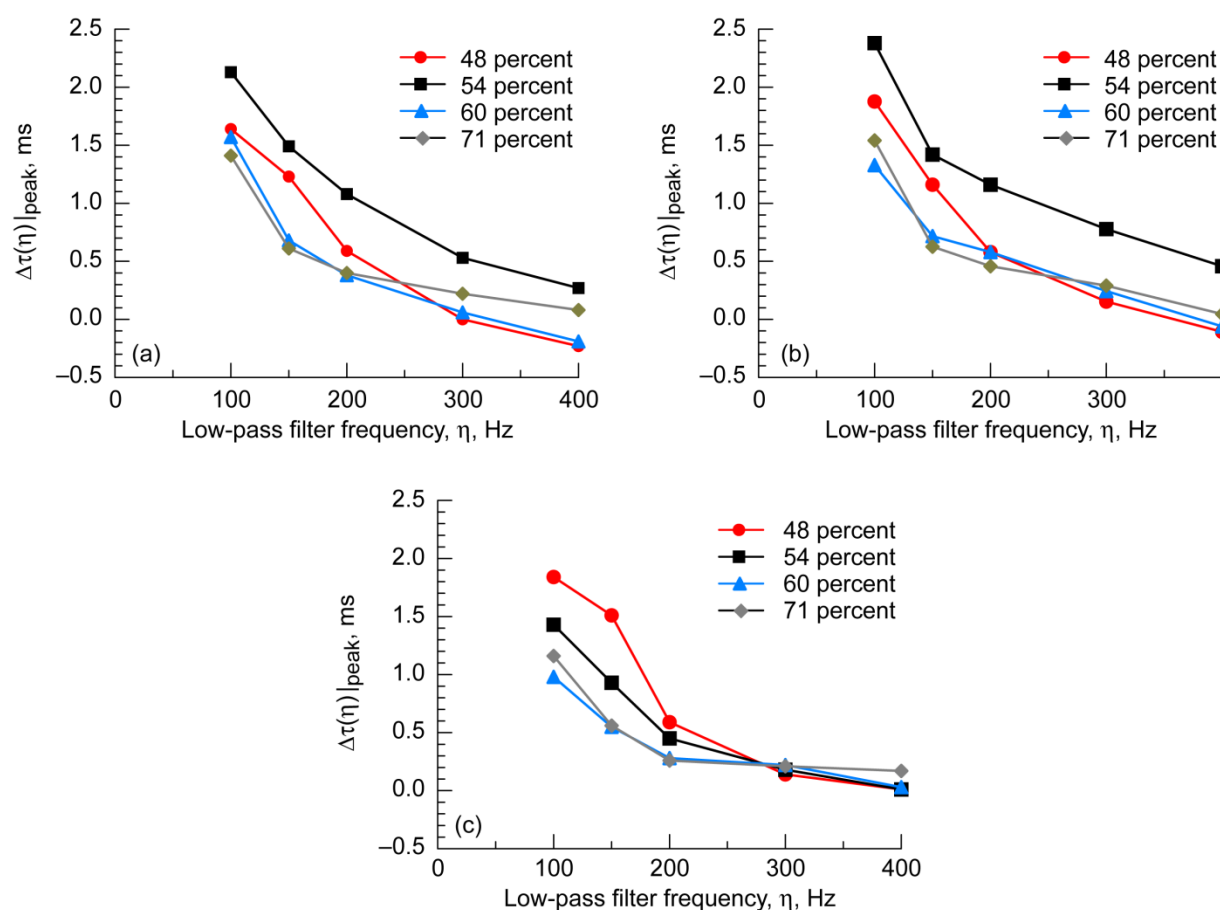 2.5
2.0
1.5
1.0
0.5
0.0
–0.5
Δτ(η)|peak, ms
48 percent
54 percent
60 percent
71 percent
(a)
0 100 200 300 400
Low-pass filter frequency, η, Hz
2.5
2.0
1.5
1.0
0.5
0.0
–0.5
Δτ(η)|peak, ms
48 percent
54 percent
60 percent
71 percent
(b)
0 100 200 300
Low-pass filter frequency, η, Hz
2.5
2.0
1.5
1.0
0.5
0.0
–0.5
Δτ(η)|peak, ms
48 percent
54 percent
60 percent
71 percent
(c)
0 100 200 300 400
Low-pass filter frequency, η, Hz